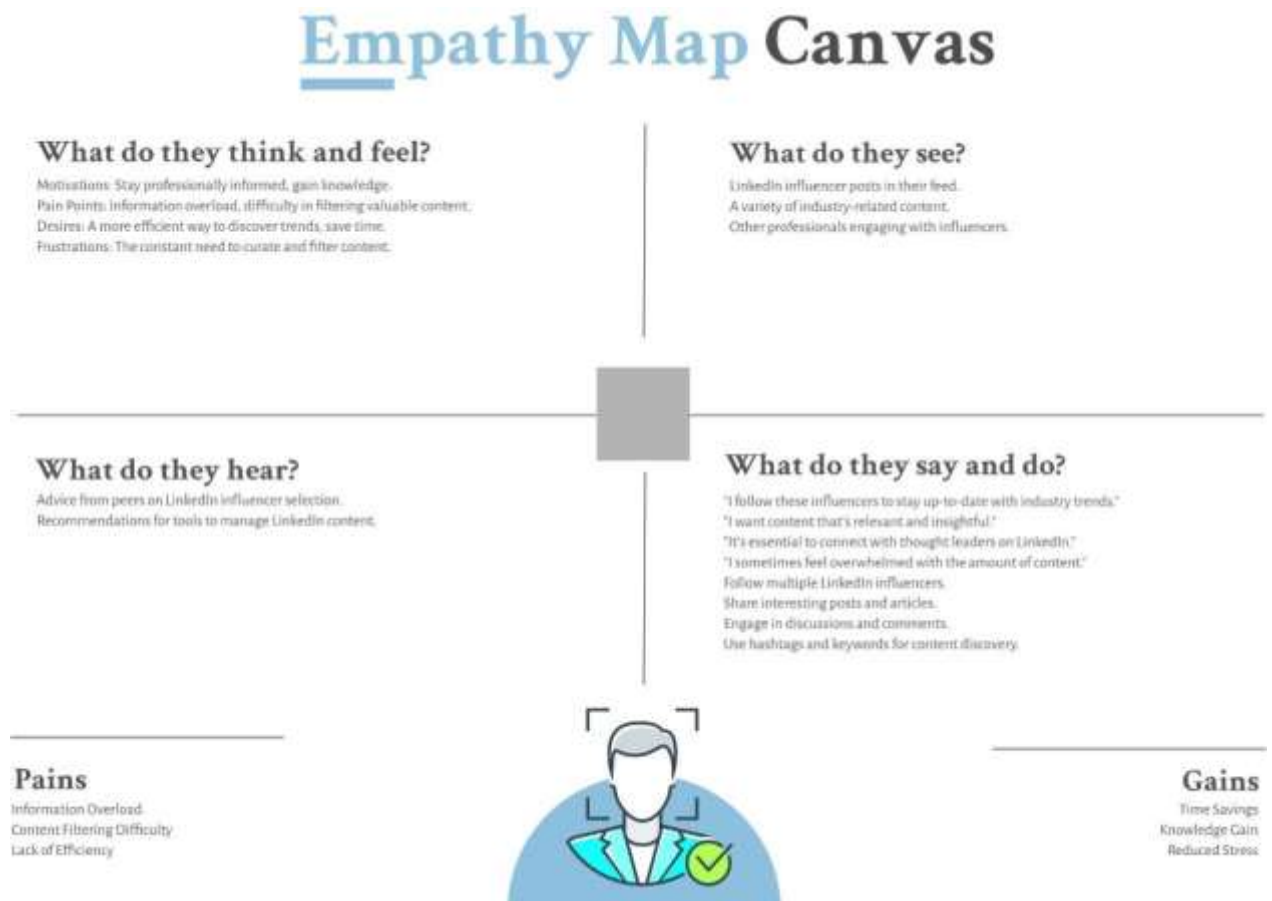 Empathy Map Canvas
What do they think and feel?
Motivations: Stay professionally informed, gain knowledge.
Pain Points: Information overload, difficulty in filtering valuable content.
Desires: A more efficient way to discover trends, save time.
Frustrations: The constant need to curate and filter content.
What do they see?
LinkedIn influencer posts in their feed.
A variety of industry-related content.
Other professionals engaging with influencers.
What do they hear?
Advice from peers on LinkedIn influencer selection.
Recommendations for tools to manage LinkedIn content.
What do they say and do?
"I follow these influencers to stay up-to-date with industry trends."
"I want content that's relevant and insightful."
"It's essential to connect with thought leaders on LinkedIn."
"I sometimes feel overwhelmed with the amount of content."
Follow multiple LinkedIn influencers.
Share interesting posts and articles.
Engage in discussions and comments.
Use hashtags and keywords for content discovery.
Pains
Information Overload
Content Filtering Difficulty
Lack of Efficiency
Gains
Time Savings
Knowledge Gain
Reduced Stress